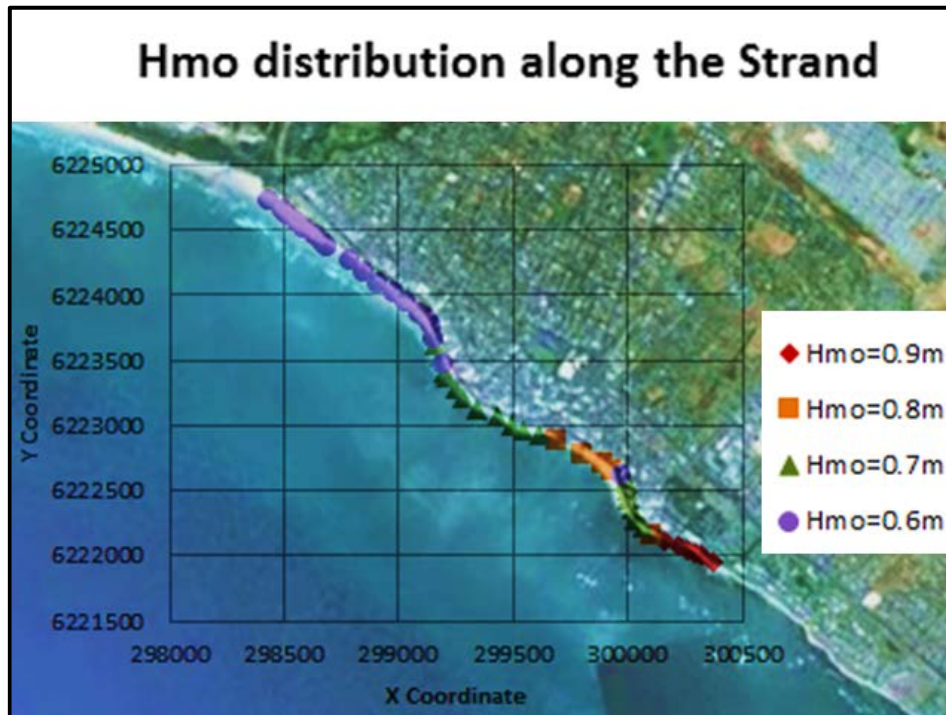 Hmo distribution along the Strand
6225000
6224500
6224000
6223500
6223000
6222500
6222000
6221500
Y Coordinate
298000 298500 299000 299500 300000 300500
X Coordinate
Hmo=0.9m
Hmo=0.8m
Hmo=0.7m
Hmo=0.6m